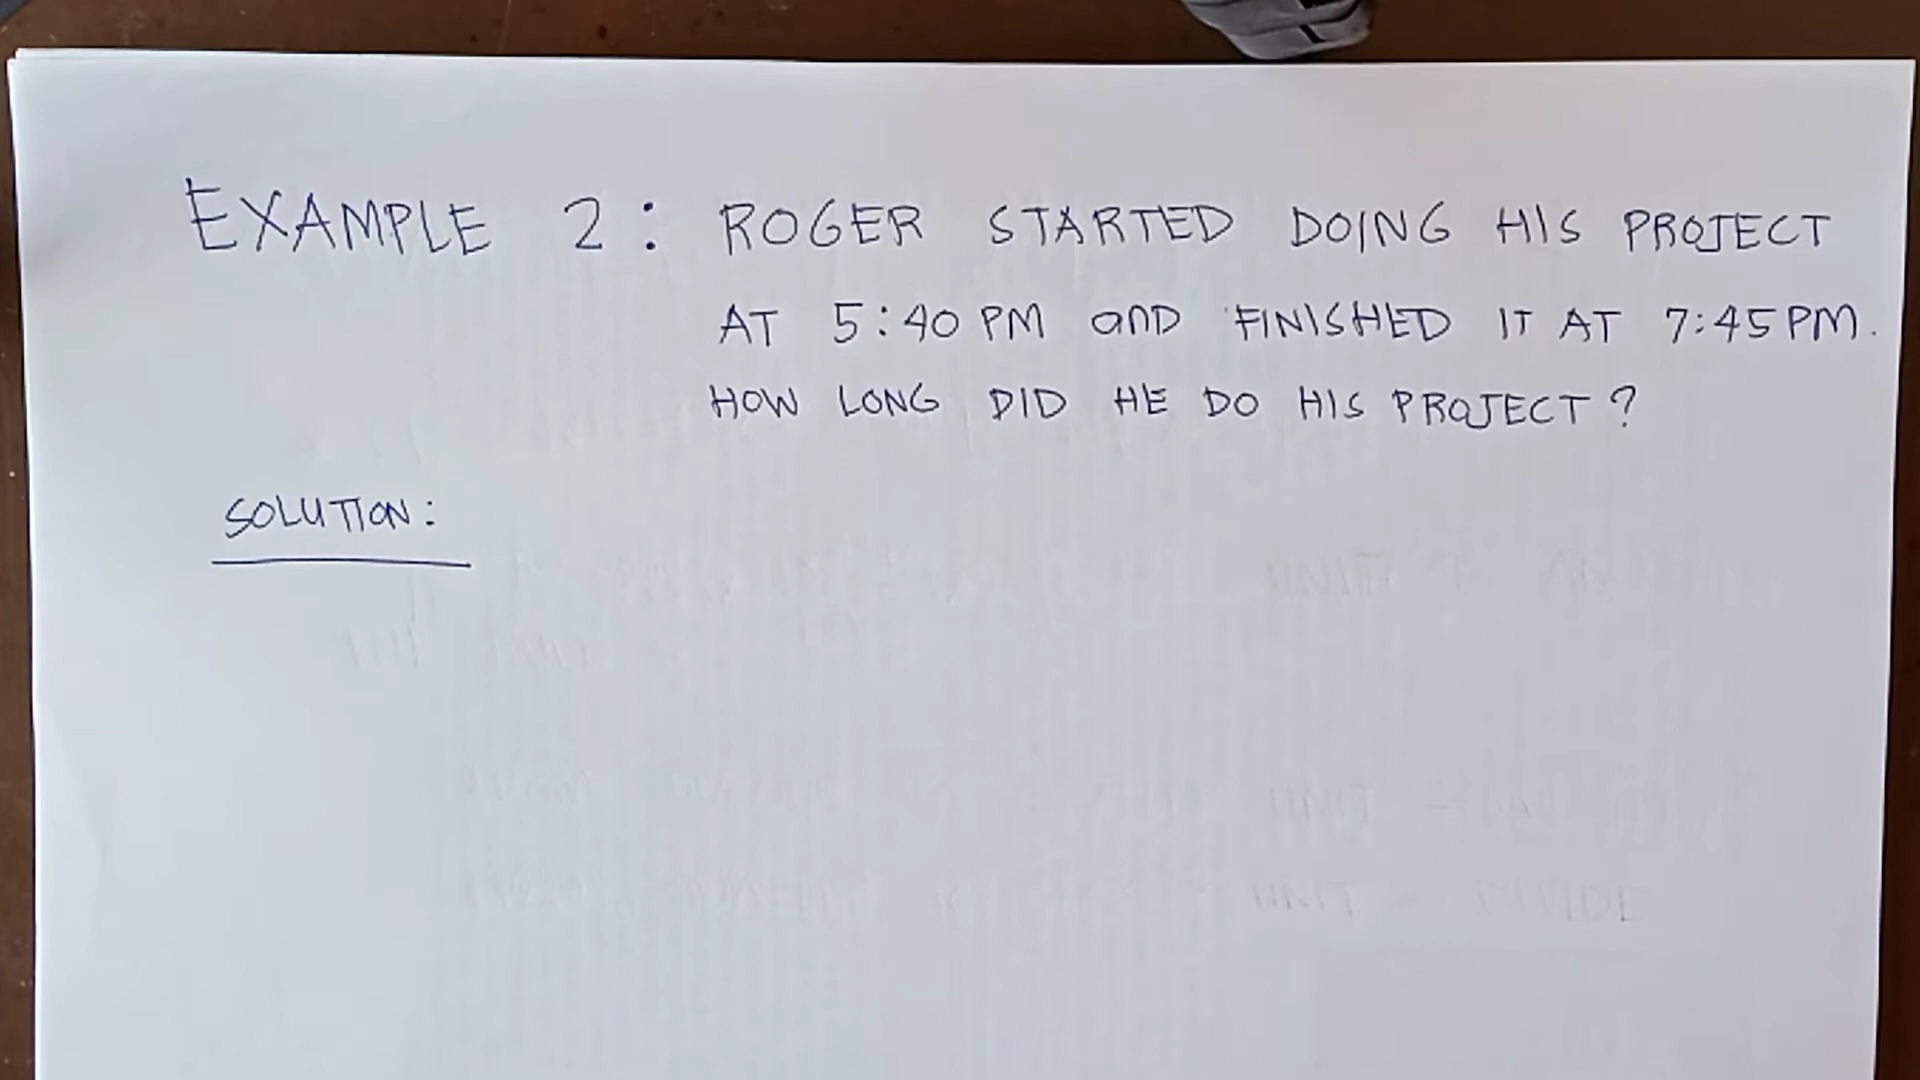 EXAMPLE 2: ROGER STARTED DOING HIS PROJECT
AT 5:40 PM AND FINISHED IT AT 7:45 PM.
HOW LONG DID HE DO HIS PROJECT?
SOLUTION: